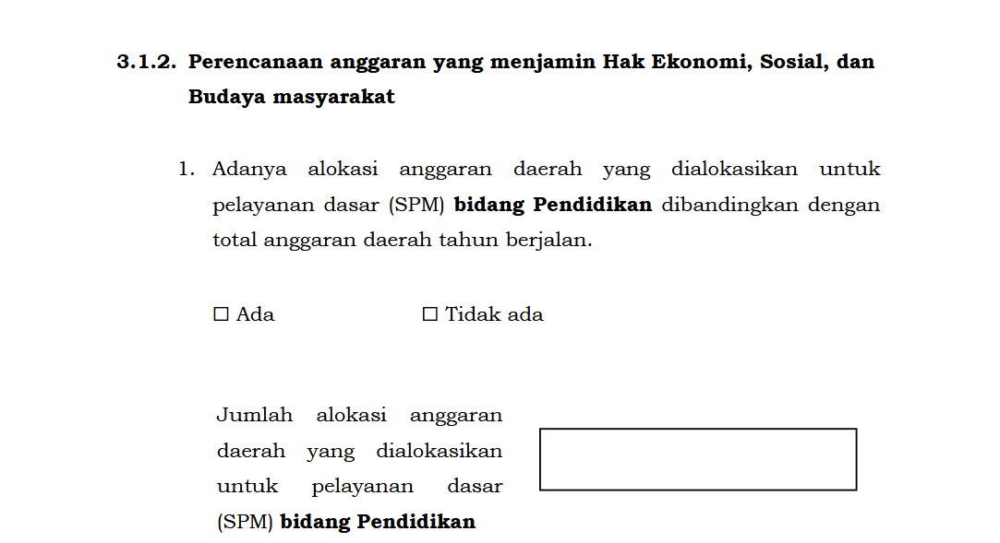 3.1.2. Perencanaan anggaran yang menjamin Hak Ekonomi, Sosial, dan
Budaya masyarakat
1. Adanya alokasi anggaran daerah yang dialokasikan untuk
pelayanan dasar (SPM) bidang Pendidikan dibandingkan dengan
total anggaran daerah tahun berjalan.
☐ Ada ☐ Tidak ada
Jumlah alokasi anggaran
daerah yang dialokasikan
untuk pelayanan dasar
(SPM) bidang Pendidikan